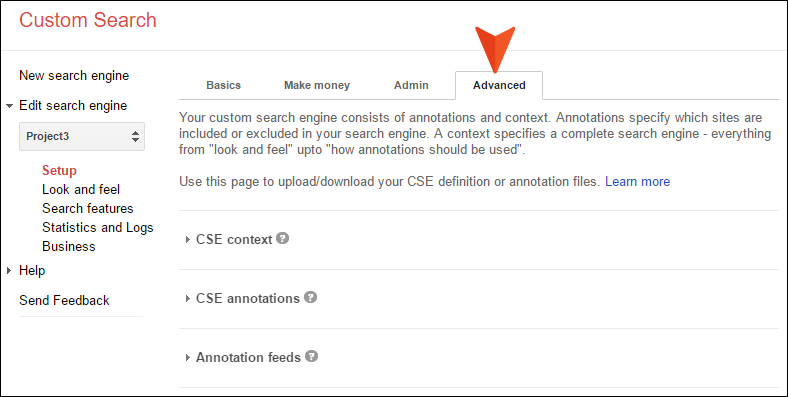 Custom Search
New search engine
Edit search engine
Project3
Setup
Look and feel
Search features
Statistics and Logs
Business
Help
Send Feedback
Basics Make money Admin Advanced
Your custom search engine consists of annotations and context. Annotations specify which sites are
included or excluded in your search engine. A context specifies a complete search engine - everything
from "look and feel" upto "how annotations should be used".
Use this page to upload/download your CSE definition or annotation files. Learn more
CSE context ?
CSE annotations ?
Annotation feeds ?